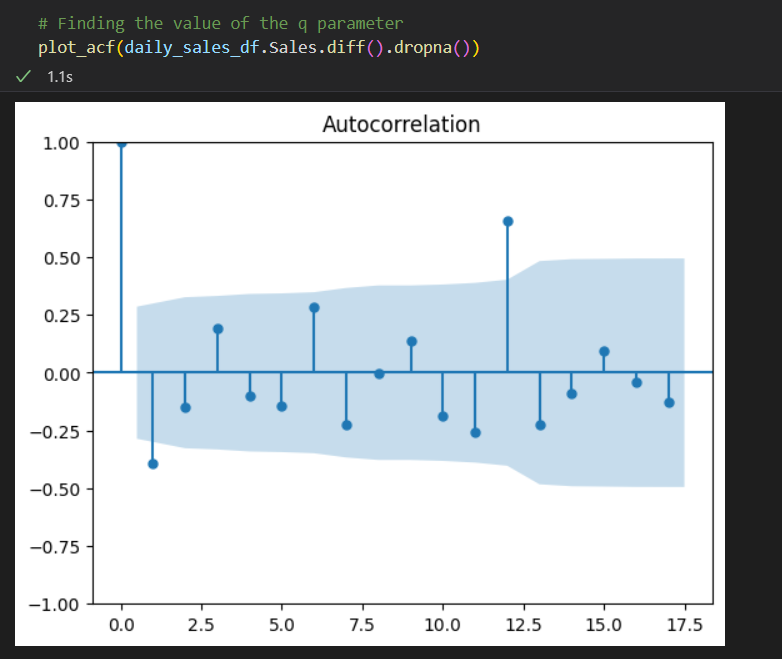 # Finding the value of the q parameter
plot_acf(daily_sales_df.Sales.diff().dropna())
✓ 1.1s
Autocorrelation
1.00
0.75
0.50
0.25
0.00
−0.25
−0.50
−0.75
−1.00
0.0 2.5 5.0 7.5 10.0 12.5 15.0 17.5